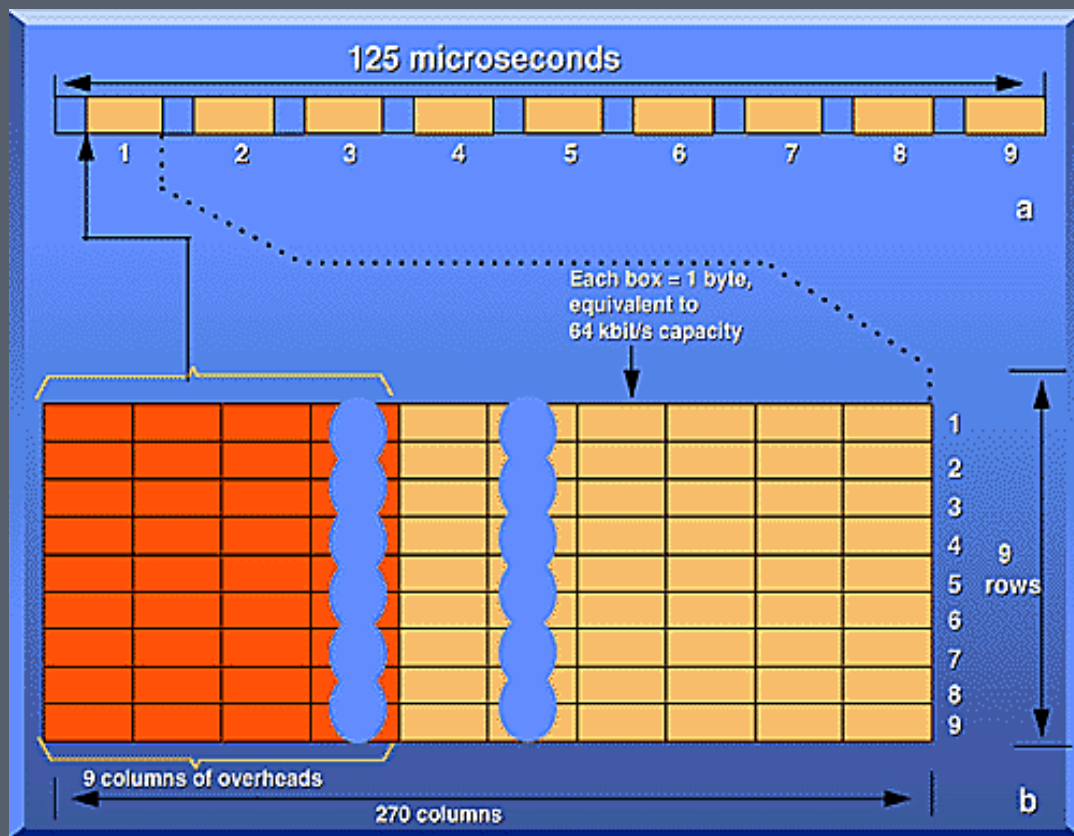 125 microseconds
1 2 3 4 5 6 7 8 9
a
Each box = 1 byte,
equivalent to
64 kbit/s capacity
1
2
3
4
5
6
7
8
9
9
rows
9 columns of overheads
270 columns
b